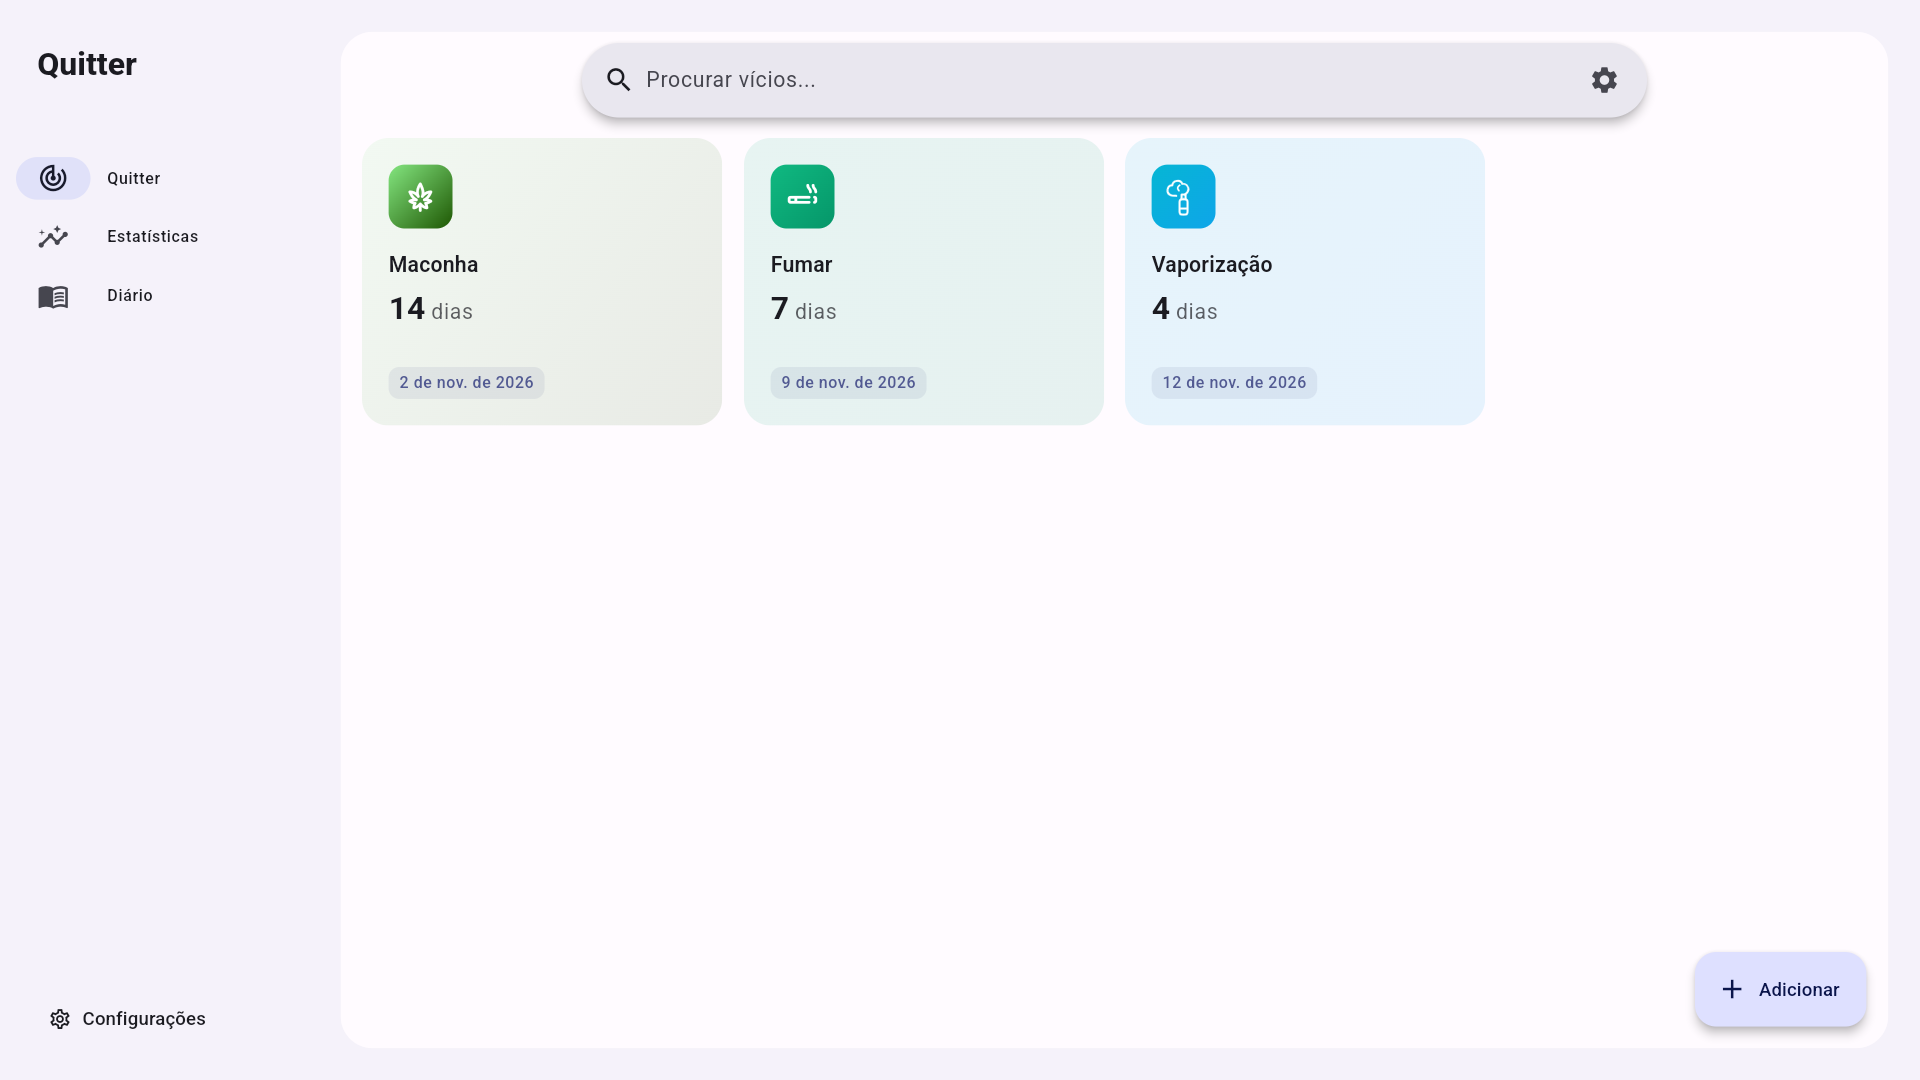 Quitter
Quitter
Estatísticas
Diário
Configurações
Procurar vícios...
Maconha
14 dias
2 de nov. de 2026
Fumar
7 dias
9 de nov. de 2026
Vaporização
4 dias
12 de nov. de 2026
Adicionar